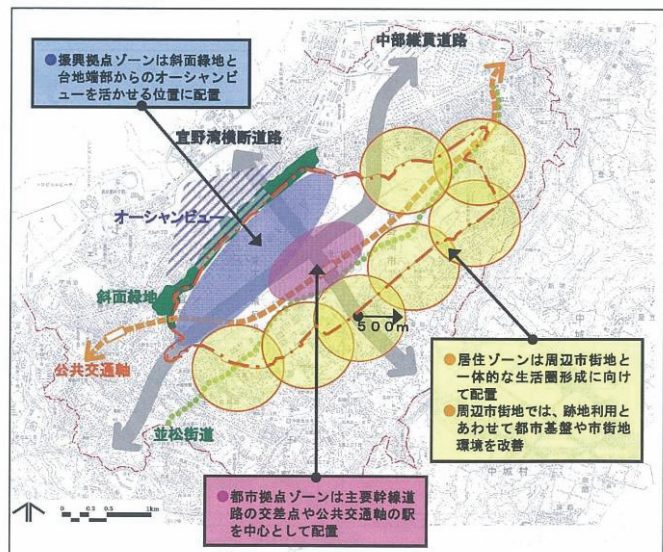 ●振興拠点ゾーンは斜面緑地と
台地端部からのオーシャンビ
ューを活かせる位置に配置
中部縦貫道路
宜野湾横断道路
オーシャンビュー
斜面緑地
500m
公共交通軸
並松街道
●居住ゾーンは周辺市街地と
一体的な生活圏形成に向け
て配置
●周辺市街地では、跡地利用と
あわせて都市基盤や市街地
環境を改善
●都市拠点ゾーンは主要幹線道
路の交差点や公共交通軸の駅
を中心として配置
中城村
0 0.5 0.5 1km